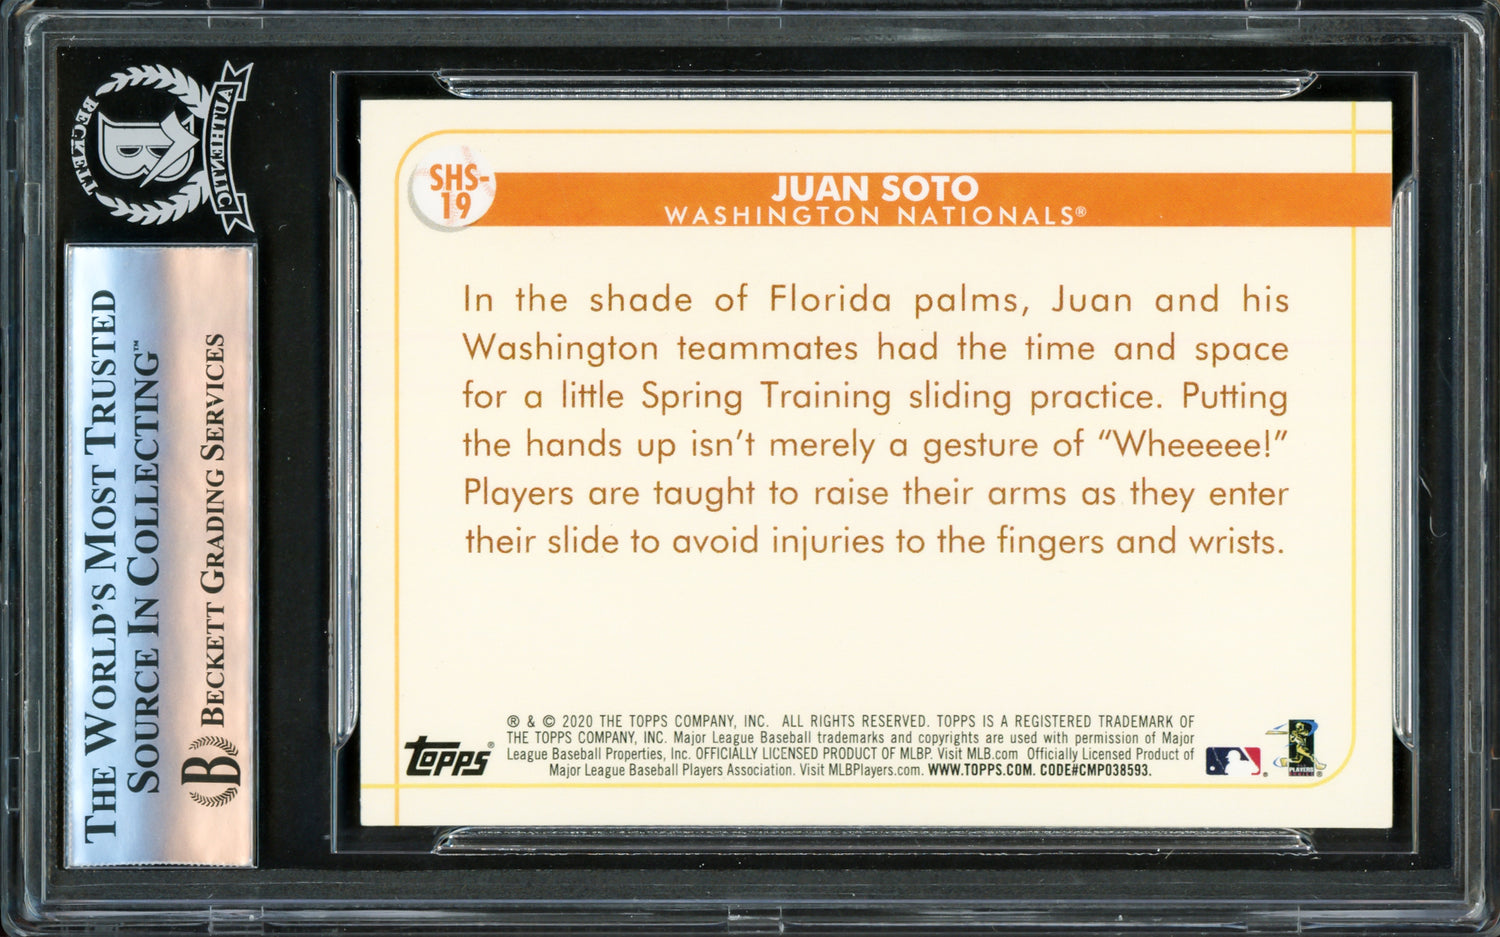 BECKETT
B
AUTHENTIC
THE WORLD'S MOST TRUSTED
SOURCE IN COLLECTING™
B BECKETT GRADING SERVICES
SHS-
19
JUAN SOTO
WASHINGTON NATIONALS®
In the shade of Florida palms, Juan and his
Washington teammates had the time and space
for a little Spring Training sliding practice. Putting
the hands up isn't merely a gesture of “Wheeeee!”
Players are taught to raise their arms as they enter
their slide to avoid injuries to the fingers and wrists.
® & © 2020 THE TOPPS COMPANY, INC. ALL RIGHTS RESERVED. TOPPS IS A REGISTERED TRADEMARK OF
THE TOPPS COMPANY, INC. Major League Baseball trademarks and copyrights are used with permission of Major
League Baseball Properties, Inc. OFFICIALLY LICENSED PRODUCT OF MLBP. Visit MLB.com Officially Licensed Product of
Major League Baseball Players Association. Visit MLBPlayers.com. WWW.TOPPS.COM. CODE#CMP038593.
topps®